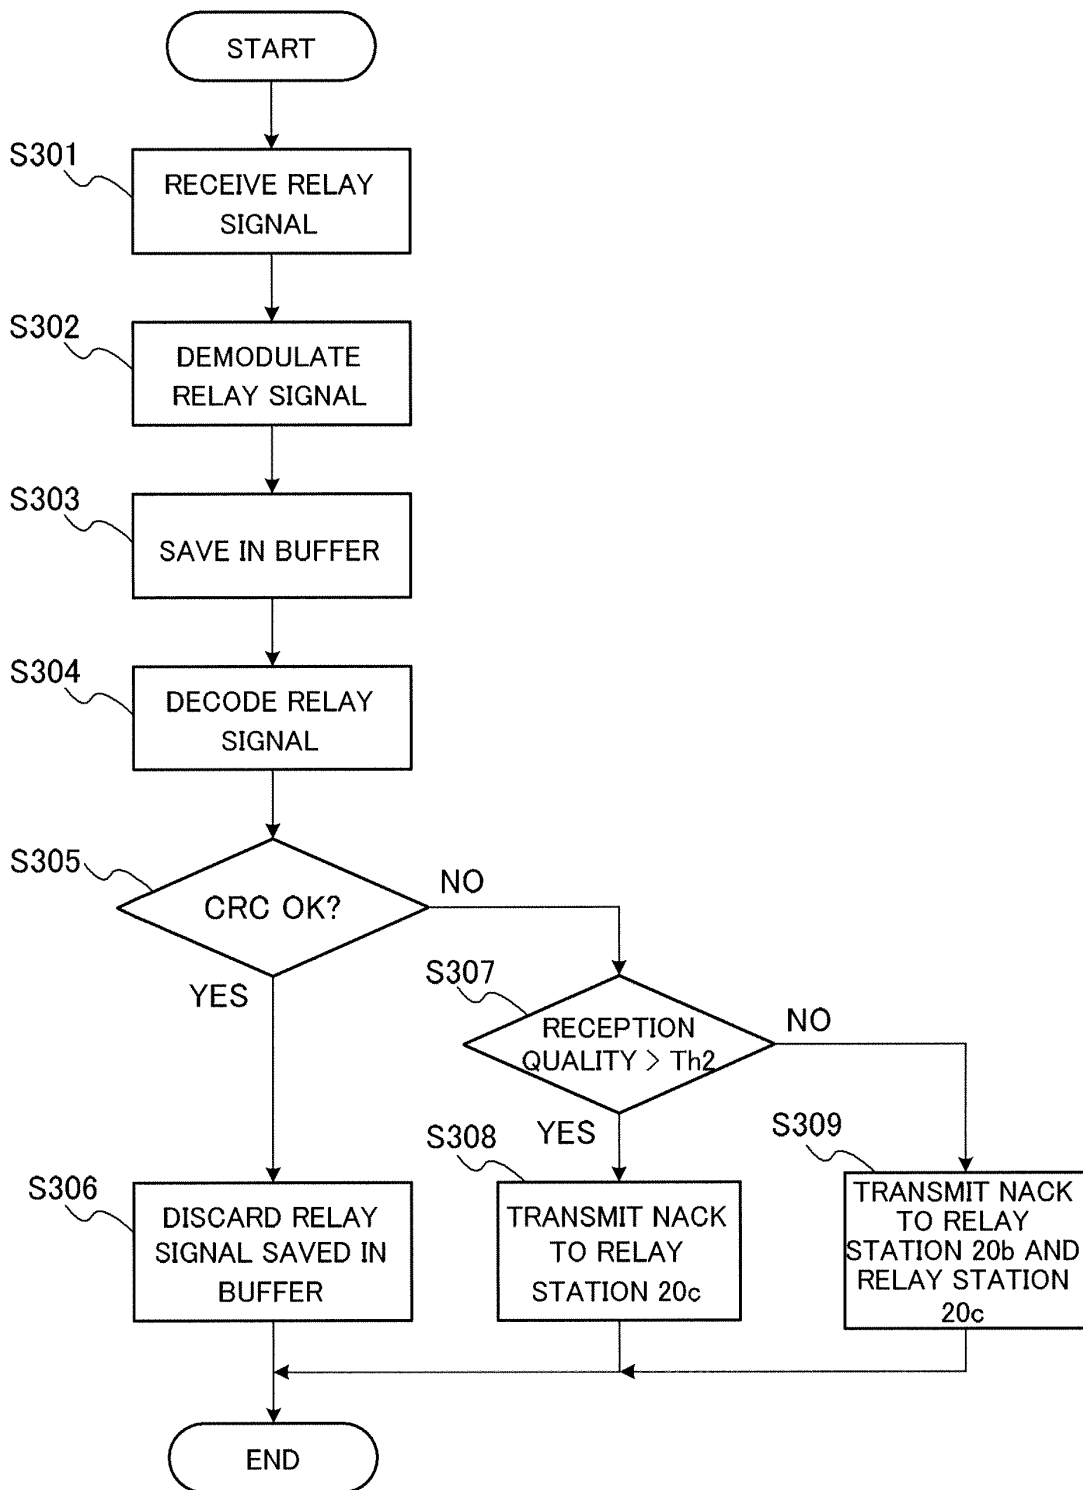 START
S301
RECEIVE RELAY
SIGNAL
S302
DEMODULATE
RELAY SIGNAL
S303
SAVE IN BUFFER
S304
DECODE RELAY
SIGNAL
S305
CRC OK?
NO
YES
S307
RECEPTION
QUALITY > Th2
NO
YES
S306
DISCARD RELAY
SIGNAL SAVED IN
BUFFER
S308
TRANSMIT NACK
TO RELAY
STATION 20c
S309
TRANSMIT NACK
TO RELAY
STATION 20b AND
RELAY STATION
20c
END